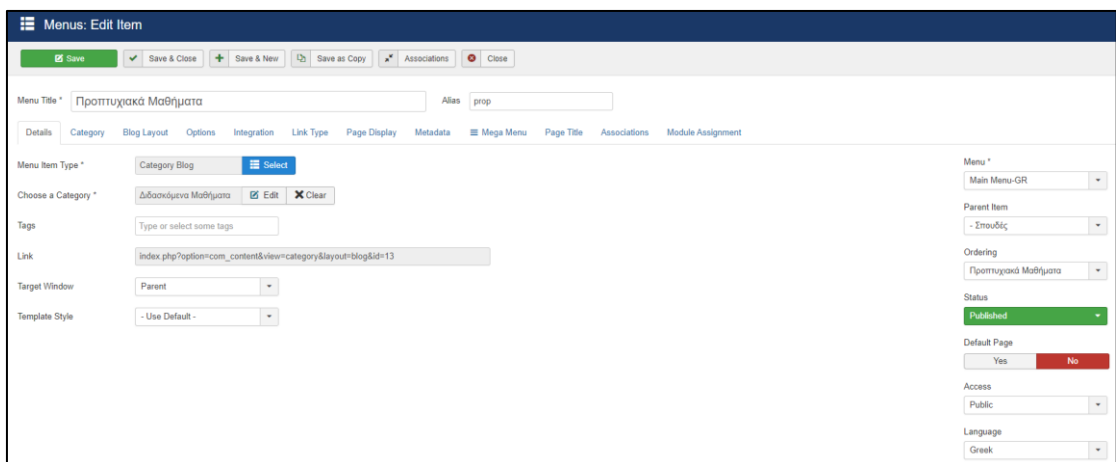 Menus: Edit Item
Save Save & Close Save & New Save as Copy Associations Close
Menu Title * Προπτυχιακά Μαθήματα Alias prop
Details Category Blog Layout Options Integration Link Type Page Display Metadata Mega Menu Page Title Associations Module Assignment
Menu Item Type * Category Blog Select
Choose a Category * Διδασκόμενα Μαθήματα Edit Clear
Tags Type or select some tags
Link index.php?option=com_content&view=category&layout=blog&id=13
Target Window Parent
Template Style - Use Default -
Menu *
Main Menu-GR
Parent Item
- Σπουδές
Ordering
Προπτυχιακά Μαθήματα
Status
Published
Default Page
Yes No
Access
Public
Language
Greek